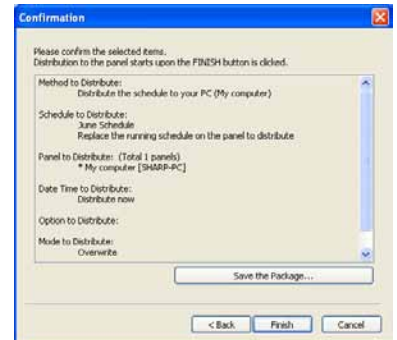 Confirmation
Please confirm the selected items.
Distribution to the panel starts upon the FINISH button is clicked.
Method to Distribute:
Distribute the schedule to your PC (My computer)
Schedule to Distribute:
June Schedule
Replace the running schedule on the panel to distribute
Panel to Distribute: (Total 1 panels)
* My computer [SHARP-PC]
Date Time to Distribute:
Distribute now
Option to Distribute:
Mode to Distribute:
Overwrite
Save the Package...
< Back Finish Cancel